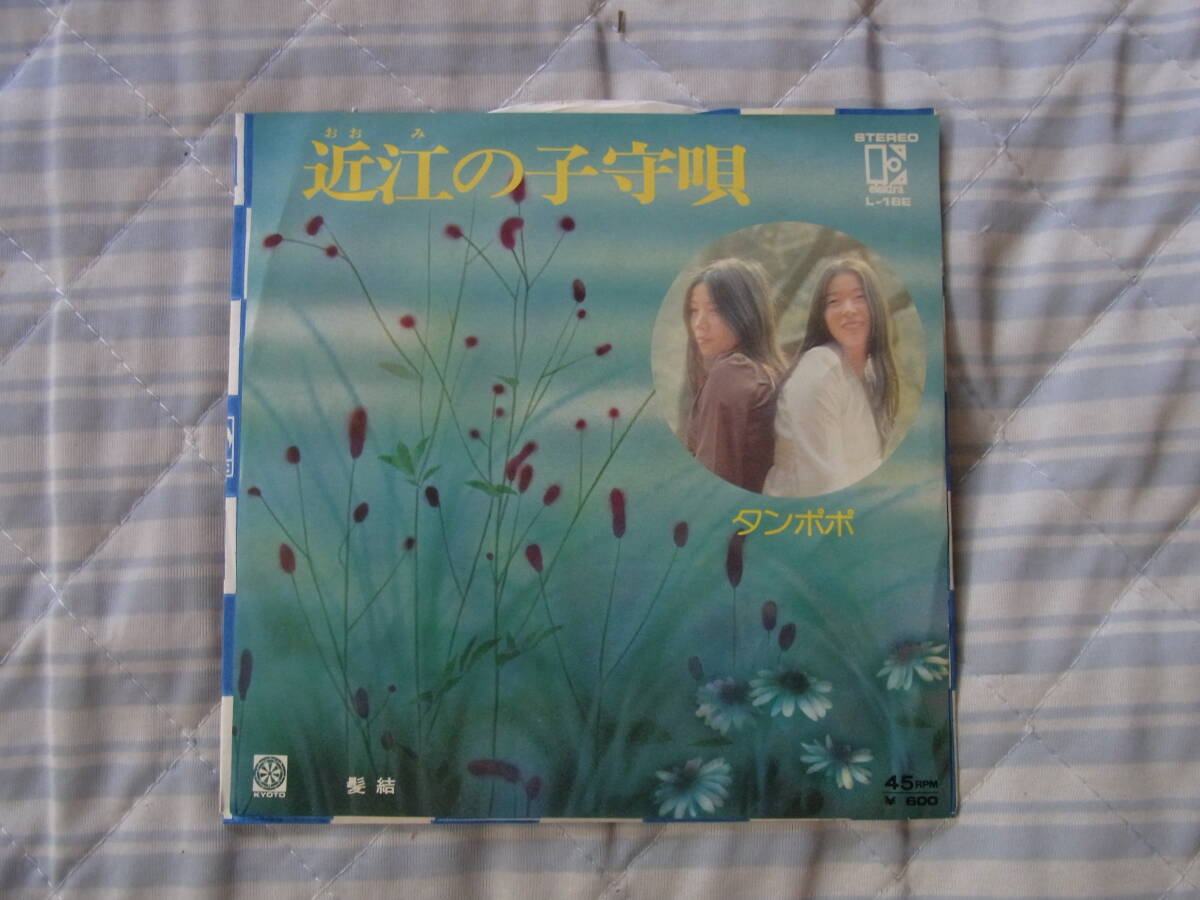 おおみ
近江の子守唄
STEREO
elektra
L-18E
タンポポ
KYOTO
髪結
45RPM
¥600